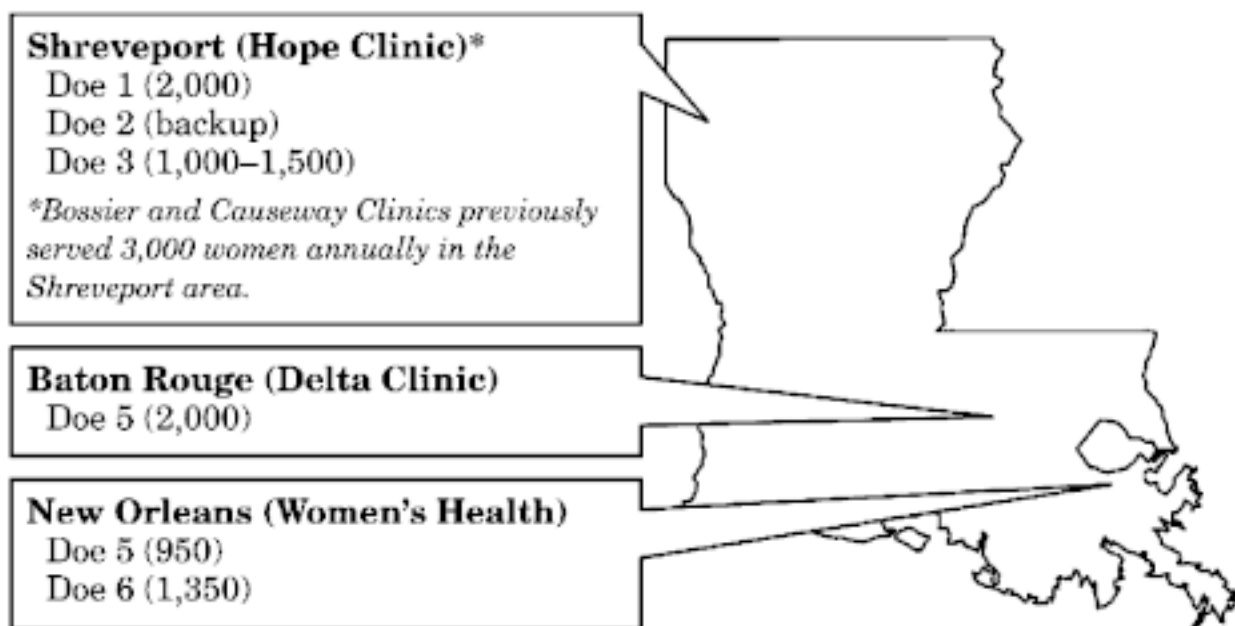 Shreveport (Hope Clinic)*
Doe 1 (2,000)
Doe 2 (backup)
Doe 3 (1,000–1,500)
*Bossier and Causeway Clinics previously
served 3,000 women annually in the
Shreveport area.
Baton Rouge (Delta Clinic)
Doe 5 (2,000)
New Orleans (Women's Health)
Doe 5 (950)
Doe 6 (1,350)